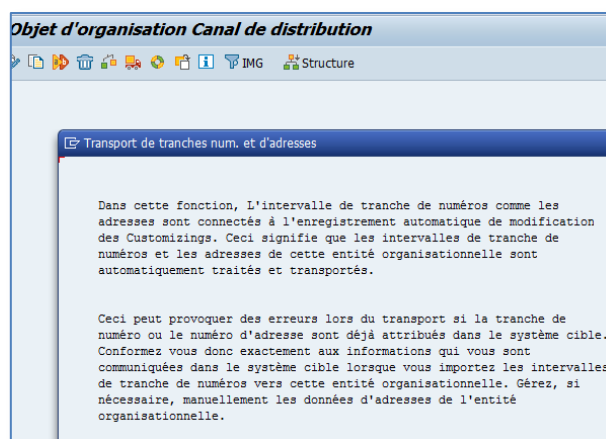 Objet d'organisation Canal de distribution
IMG Structure
Transport de tranches num. et d'adresses
Dans cette fonction, L'intervalle de tranche de numéros comme les
adresses sont connectés à l'enregistrement automatique de modification
des Customizings. Ceci signifie que les intervalles de tranche de
numéros et les adresses de cette entité organisationnelle sont
automatiquement traités et transportés.
Ceci peut provoquer des erreurs lors du transport si la tranche de
numéro ou le numéro d'adresse sont déjà attribués dans le système cible.
Conformez vous donc exactement aux informations qui vous sont
communiquées dans le système cible lorsque vous importez les intervalles
de tranche de numéros vers cette entité organisationnelle. Gérez, si
nécessaire, manuellement les données d'adresses de l'entité
organisationnelle.